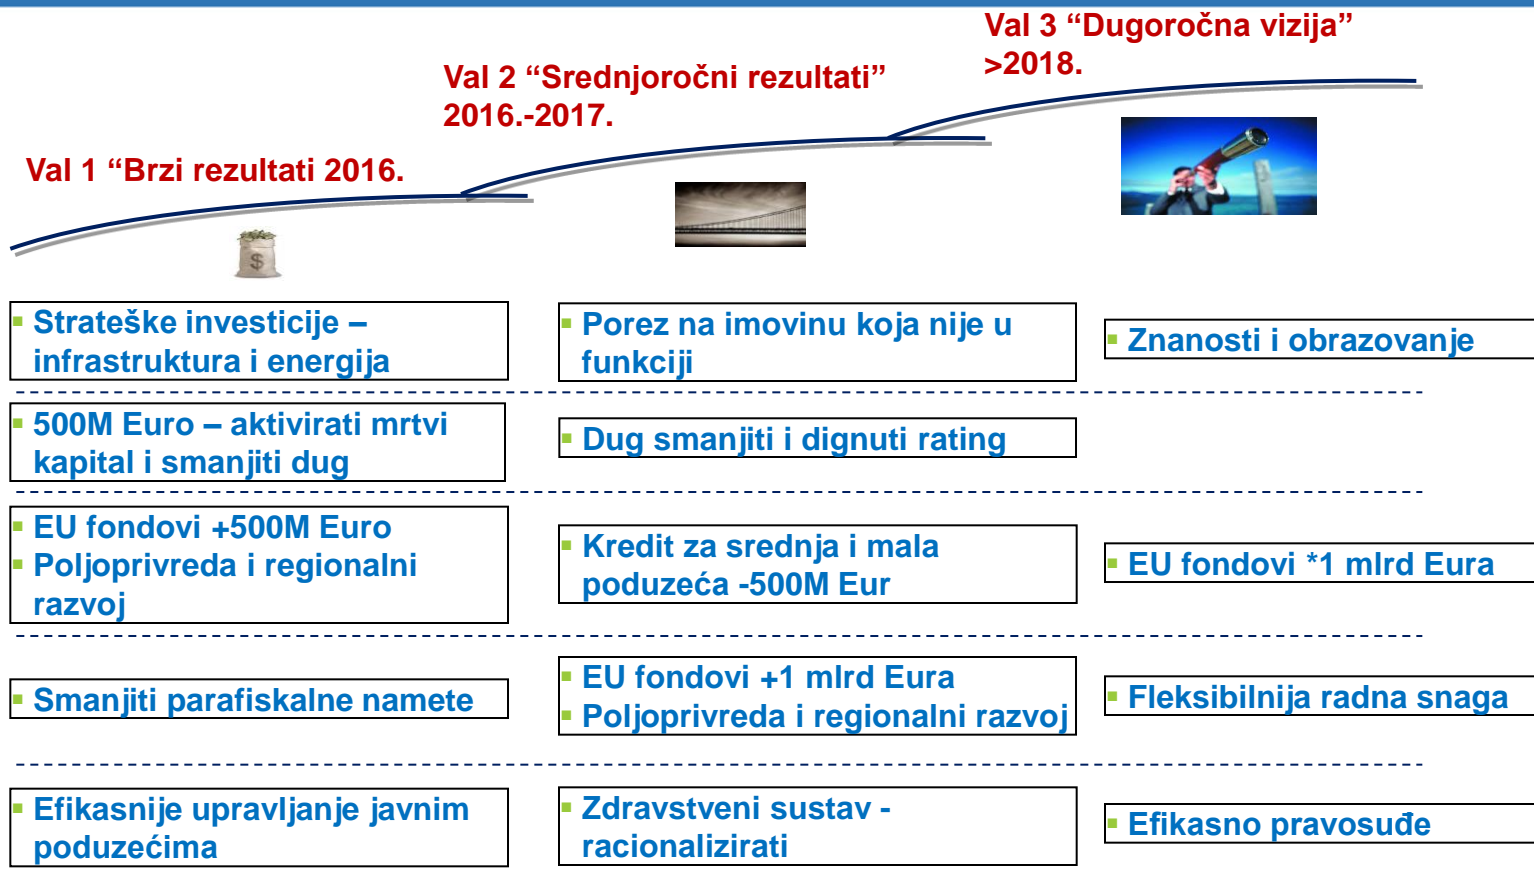 Val 3 “Dugoročna vizija”
>2018.
Val 2 “Srednjoročni rezultati”
2016.-2017.
Val 1 “Brzi rezultati 2016.
$
Strateške investicije –
infrastruktura i energija
Porez na imovinu koja nije u
funkciji
Znanosti i obrazovanje
500M Euro – aktivirati mrtvi
kapital i smanjiti dug
Dug smanjiti i dignuti rating
EU fondovi +500M Euro
Poljoprivreda i regionalni
razvoj
Kredit za srednja i mala
poduzeća -500M Eur
EU fondovi *1 mlrd Eura
Smanjiti parafiskalne namete
EU fondovi +1 mlrd Eura
Poljoprivreda i regionalni razvoj
Fleksibilnija radna snaga
Efikasnije upravljanje javnim
poduzećima
Zdravstveni sustav -
racionalizirati
Efikasno pravosuđe